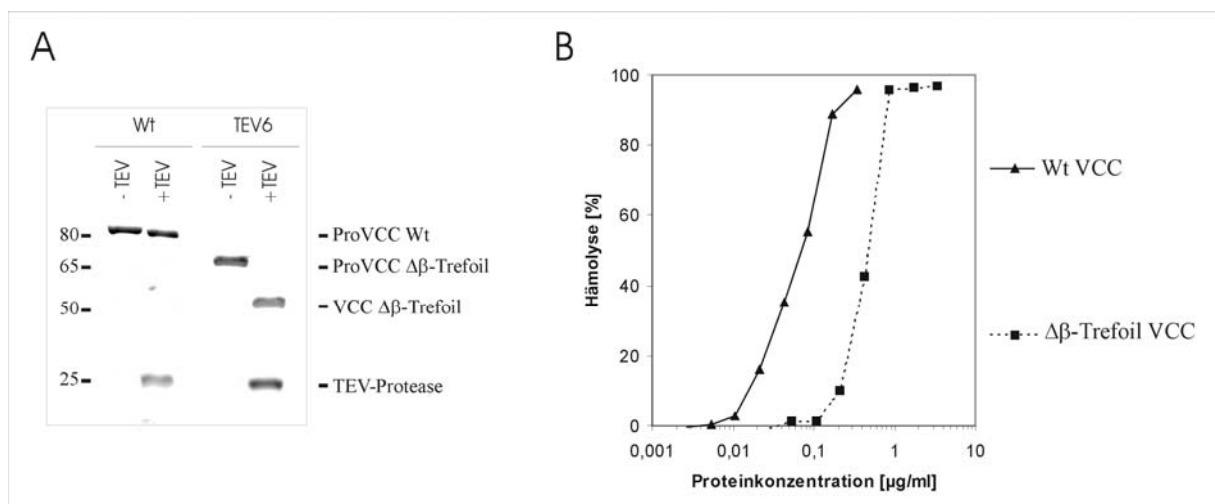 A
Wt TEV6
- TEV + TEV - TEV + TEV
80
65
50
25
ProVCC Wt
ProVCC Δβ-Trefoil
VCC Δβ-Trefoil
TEV-Protease
B
Hämolyse [%]
100
80
60
40
20
0
0,001 0,01 0,1 1 10
Proteinkonzentration [µg/ml]
Wt VCC
Δβ-Trefoil VCC